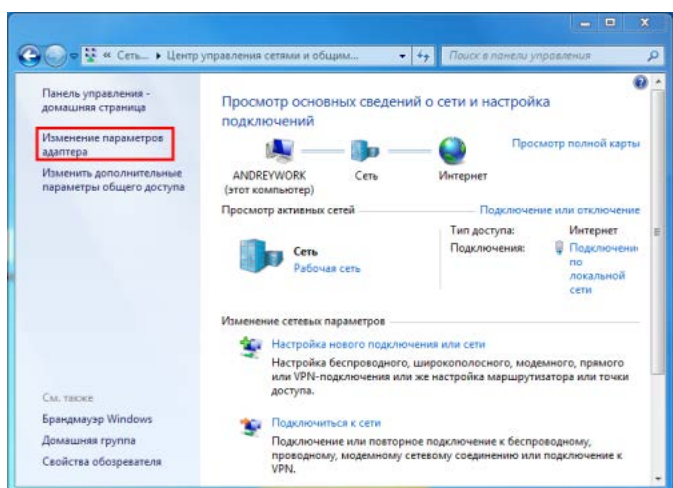 « Сеть... ▸ Центр управления сетями и общим...
Поиск в панели управления
Панель управления -
домашняя страница
Изменение параметров
адаптера
Изменить дополнительные
параметры общего доступа
См. также
Брандмауэр Windows
Домашняя группа
Свойства обозревателя
Просмотр основных сведений о сети и настройка
подключений
Просмотр полной карты
ANDREYWORK
(этот компьютер)
Сеть
Интернет
Просмотр активных сетей
Подключение или отключение
Сеть
Рабочая сеть
Тип доступа: Интернет
Подключения: Подключени
по
локальной
сети
Изменение сетевых параметров
Настройка нового подключения или сети
Настройка беспроводного, широкополосного, модемного, прямого
или VPN-подключения или же настройка маршрутизатора или точки
доступа.
Подключиться к сети
Подключение или повторное подключение к беспроводному,
проводному, модемному сетевому соединению или подключение к
VPN.